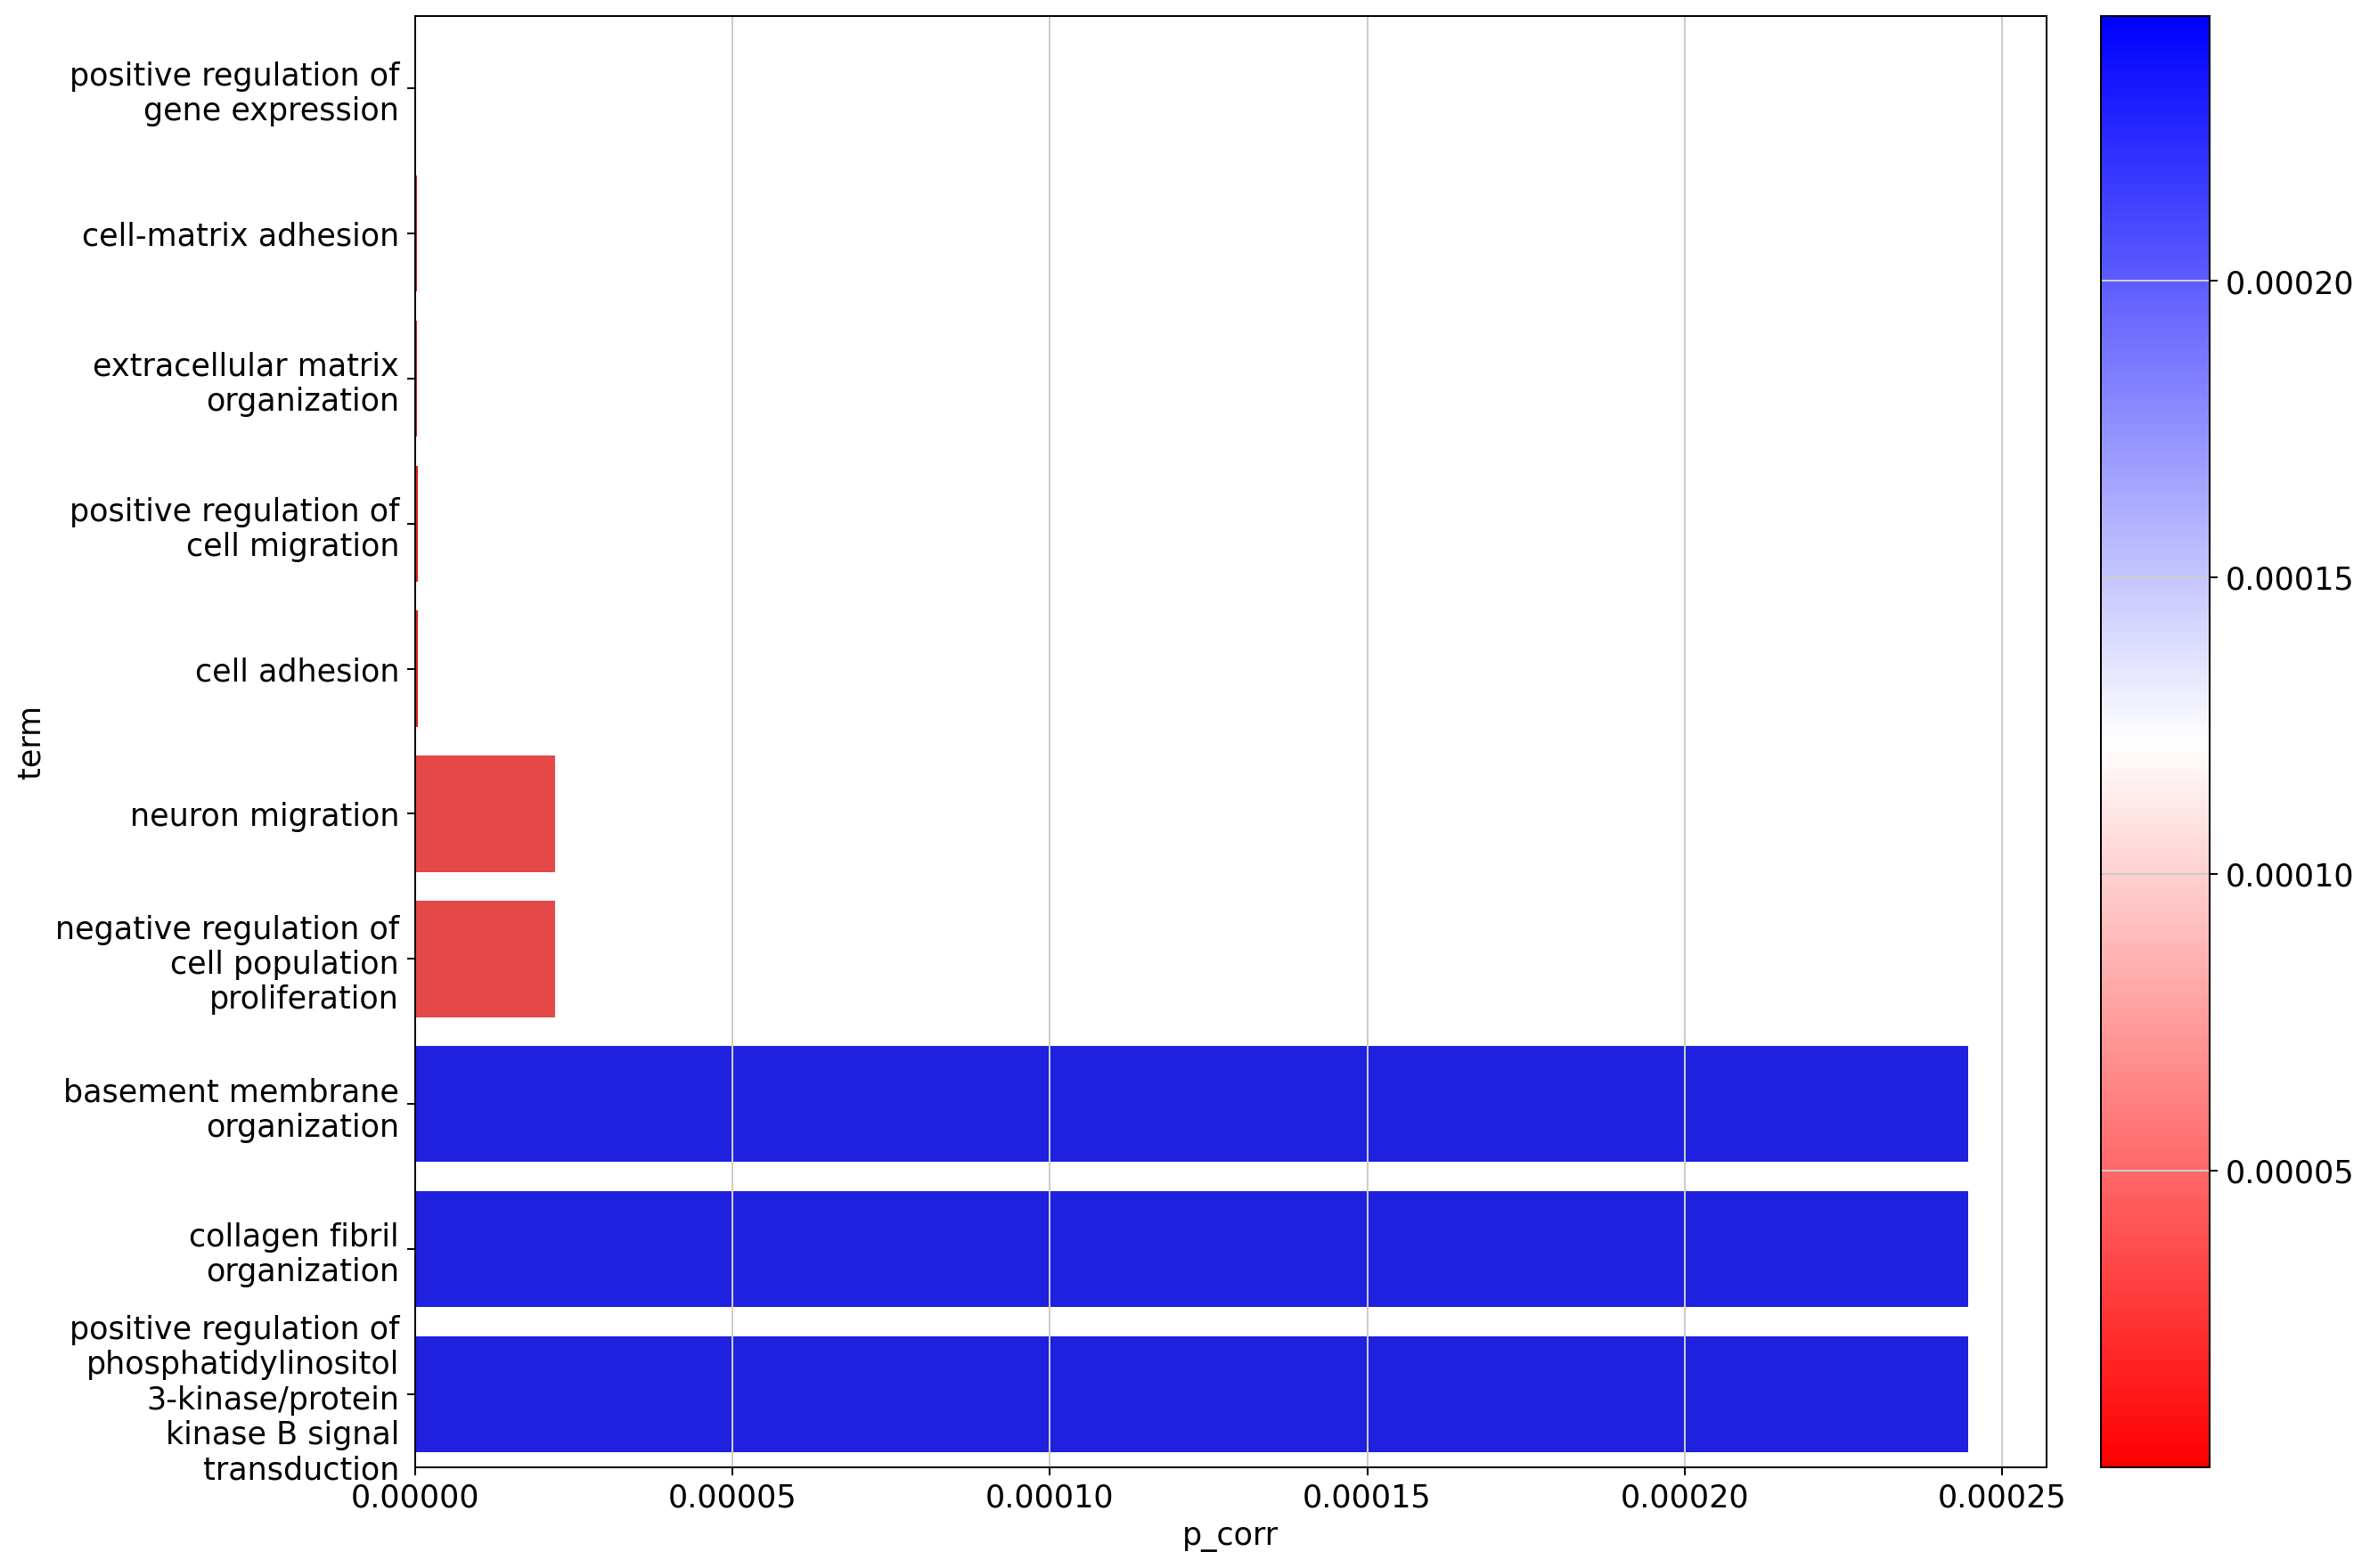 positive regulation of
gene expression
cell-matrix adhesion
extracellular matrix
organization
positive regulation of
cell migration
cell adhesion
neuron migration
negative regulation of
cell population
proliferation
basement membrane
organization
collagen fibril
organization
positive regulation of
phosphatidylinositol
3-kinase/protein
kinase B signal
transduction
term
0.00000
0.00005
0.00010
0.00015
0.00020
0.00025
p_corr
0.00020
0.00015
0.00010
0.00005